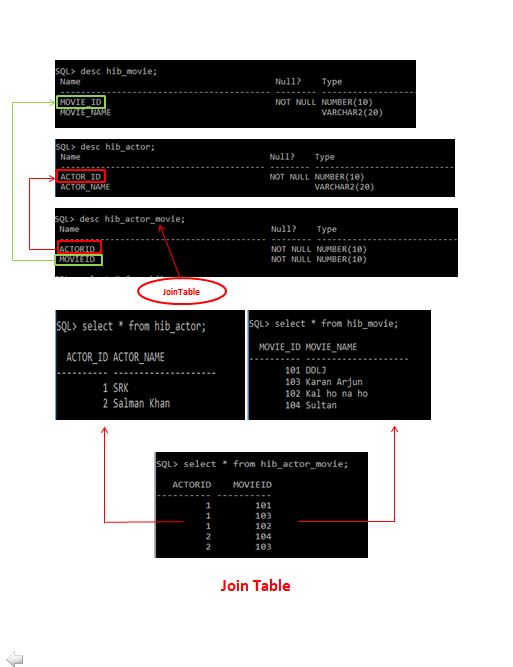 SQL> desc hib_movie;
Name Null? Type
MOVIE_ID NOT NULL NUMBER(10)
MOVIE_NAME VARCHAR2(20)
SQL> desc hib_actor;
Name Null? Type
ACTOR_ID NOT NULL NUMBER(10)
ACTOR_NAME VARCHAR2(20)
SQL> desc hib_actor_movie;
Name Null? Type
ACTORID NOT NULL NUMBER(10)
MOVIEID NOT NULL NUMBER(10)
JoinTable
SQL> select * from hib_actor;
ACTOR_ID ACTOR_NAME
---------- --------------------
1 SRK
2 Salman Khan
SQL> select * from hib_movie;
MOVIE_ID MOVIE_NAME
---------- --------------------
101 DDLJ
103 Karan Arjun
102 Kal ho na ho
104 Sultan
SQL> select * from hib_actor_movie;
ACTORID MOVIEID
---------- ----------
1 101
1 103
1 102
2 104
2 103
Join Table